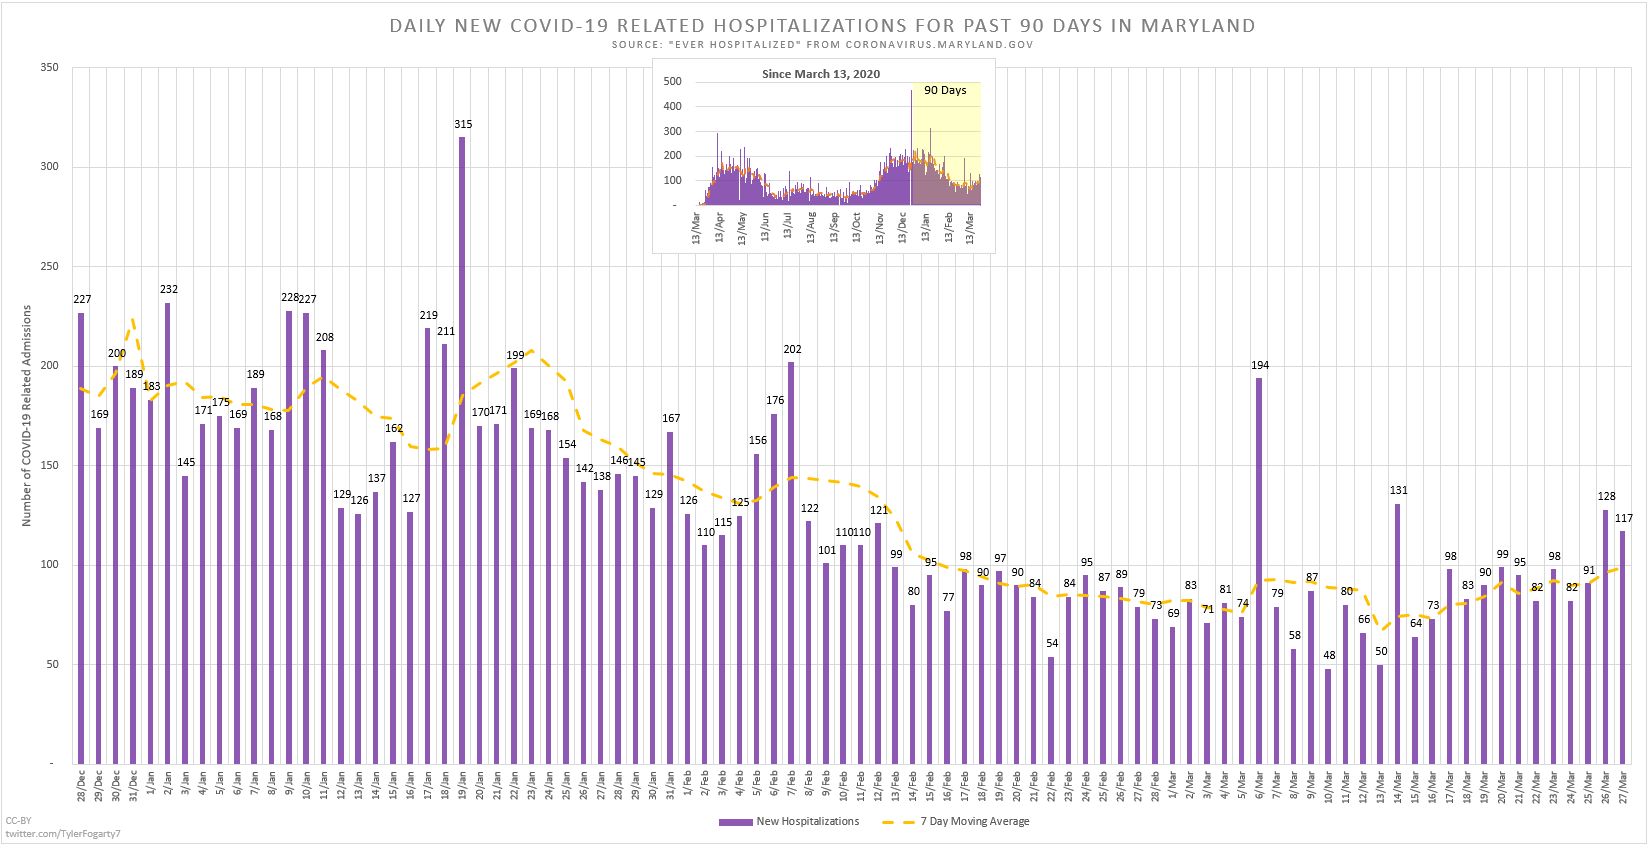 DAILY NEW COVID-19 RELATED HOSPITALIZATIONS FOR PAST 90 DAYS IN MARYLAND
SOURCE: "EVER HOSPITALIZED" FROM CORONAVIRUS.MARYLAND.GOV
350
300
250
200
150
100
50
-
Number of COVID-19 Related Admissions
Since March 13, 2020
90 Days
500
400
300
200
100
-
13/Mar 13/Apr 13/May 13/Jun 13/Jul 13/Aug 13/Sep 13/Oct 13/Nov 13/Dec 13/Jan 13/Feb 13/Mar
227 169 200 189 183 232 145 171 175 169 189 168 228 227 208 129 126 137 162 127 219 211 315 170 171 199 169 168 154 142 138 146 145 129 167 126 110 115 125 156 176 202 122 101 110 110 121 99 80 95 77 98 90 97 90 84 54 84 95 87 89 79 73 69 83 71 81 74 194 79 58 87 48 80 66 50 131 64 73 98 83 90 99 95 82 98 82 91 128 117
28/Dec 29/Dec 30/Dec 31/Dec 1/Jan 2/Jan 3/Jan 4/Jan 5/Jan 6/Jan 7/Jan 8/Jan 9/Jan 10/Jan 11/Jan 12/Jan 13/Jan 14/Jan 15/Jan 16/Jan 17/Jan 18/Jan 19/Jan 20/Jan 21/Jan 22/Jan 23/Jan 24/Jan 25/Jan 26/Jan 27/Jan 28/Jan 29/Jan 30/Jan 31/Jan 1/Feb 2/Feb 3/Feb 4/Feb 5/Feb 6/Feb 7/Feb 8/Feb 9/Feb 10/Feb 11/Feb 12/Feb 13/Feb 14/Feb 15/Feb 16/Feb 17/Feb 18/Feb 19/Feb 20/Feb 21/Feb 22/Feb 23/Feb 24/Feb 25/Feb 26/Feb 27/Feb 28/Feb 1/Mar 2/Mar 3/Mar 4/Mar 5/Mar 6/Mar 7/Mar 8/Mar 9/Mar 10/Mar 11/Mar 12/Mar 13/Mar 14/Mar 15/Mar 16/Mar 17/Mar 18/Mar 19/Mar 20/Mar 21/Mar 22/Mar 23/Mar 24/Mar 25/Mar 26/Mar 27/Mar
New Hospitalizations
7 Day Moving Average
CC-BY
twitter.com/TylerFogarty7